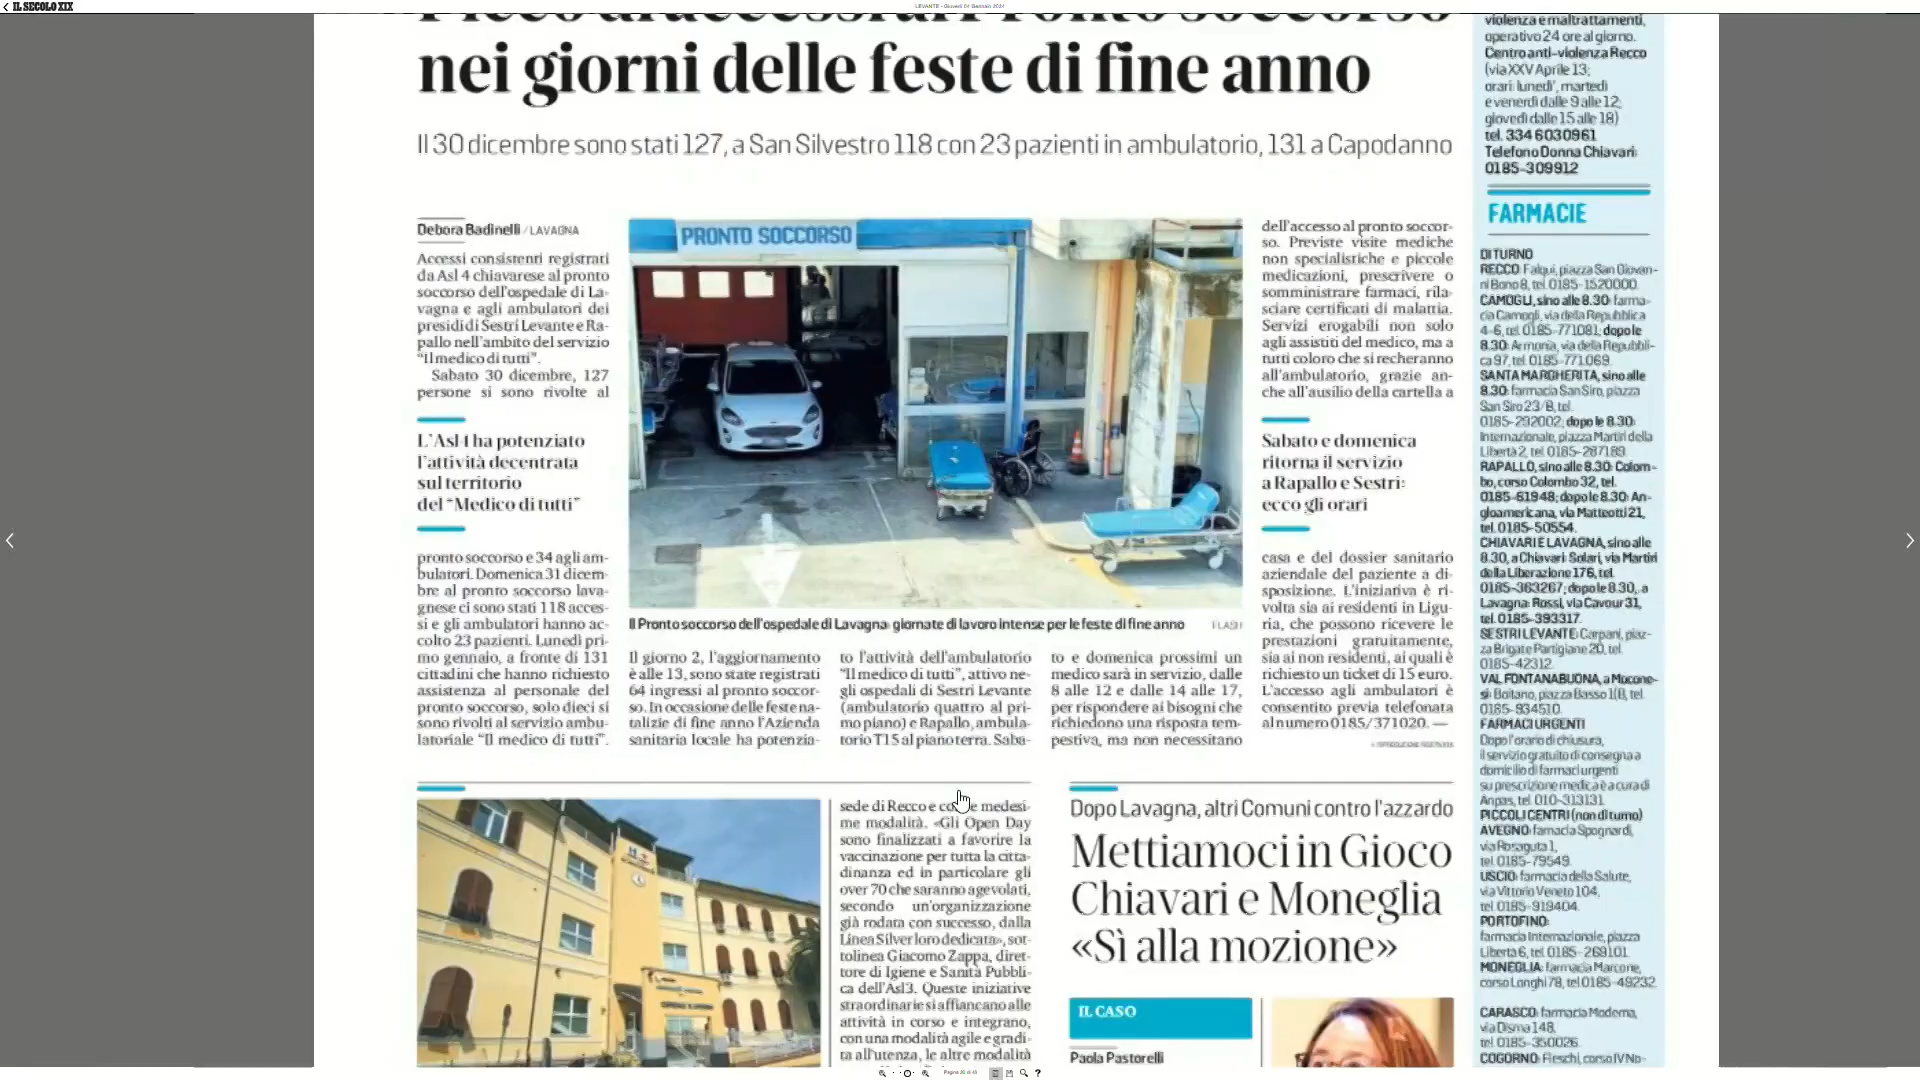 IL SECOLO XIX
LEVANTE - Giovedì 04 Gennaio 2024
nei giorni delle feste di fine anno
Il 30 dicembre sono stati 127, a San Silvestro 118 con 23 pazienti in ambulatorio, 131 a Capodanno
Debora Badinelli / LAVAGNA
Accessi consistenti registrati
da Asl 4 chiavarese al pronto
soccorso dell'ospedale di La-
vagna e agli ambulatori dei
presidi di Sestri Levante e Ra-
pallo nell'ambito del servizio
"Il medico di tutti".
Sabato 30 dicembre, 127
persone si sono rivolte al
L'Asl 4 ha potenziato
l'attività decentrata
sul territorio
del "Medico di tutti"
pronto soccorso e 34 agli am-
bulatori. Domenica 31 dicem-
bre al pronto soccorso lava-
gnese ci sono stati 118 acces-
si e gli ambulatori hanno ac-
colto 23 pazienti. Lunedì pri-
mo gennaio, a fronte di 131
cittadini che hanno richiesto
assistenza al personale del
pronto soccorso, solo dieci si
sono rivolti al servizio ambu-
latoriale "Il medico di tutti".
PRONTO SOCCORSO
Il Pronto soccorso dell'ospedale di Lavagna giornate di lavoro intense per le feste di fine anno
FLASH
Il giorno 2, l'aggiornamento
è alle 13, sono state registrati
64 ingressi al pronto soccor-
so. In occasione delle feste na-
talizie di fine anno l'Azienda
sanitaria locale ha potenzia-
to l'attività dell'ambulatorio
"Il medico di tutti", attivo ne-
gli ospedali di Sestri Levante
(ambulatorio quattro al pri-
mo piano) e Rapallo, ambula-
torio T15 al piano terra. Saba-
to e domenica prossimi un
medico sarà in servizio, dalle
8 alle 12 e dalle 14 alle 17,
per rispondere ai bisogni che
richiedono una risposta tem-
pestiva, ma non necessitano
dell'accesso al pronto soccor-
so. Previste visite mediche
non specialistiche e piccole
medicazioni, prescrivere o
somministrare farmaci, rila-
sciare certificati di malattia.
Servizi erogabili non solo
agli assistiti del medico, ma a
tutti coloro che si recheranno
all'ambulatorio, grazie an-
che all'ausilio della cartella a
Sabato e domenica
ritorna il servizio
a Rapallo e Sestri:
ecco gli orari
casa e del dossier sanitario
aziendale del paziente a di-
sposizione. L'iniziativa è ri-
volta sia ai residenti in Ligu-
ria, che possono ricevere le
prestazioni gratuitamente,
sia ai non residenti, ai quali è
richiesto un ticket di 15 euro.
L'accesso agli ambulatori è
consentito previa telefonata
al numero 0185/371020. —
sede di Recco e con le medesi-
me modalità. «Gli Open Day
sono finalizzati a favorire la
vaccinazione per tutta la citta-
dinanza ed in particolare gli
over 70 che saranno agevolati,
secondo un'organizzazione
già rodata con successo, dalla
Linea Silver loro dedicata», sot-
tolinea Giacomo Zappa, diret-
tore di Igiene e Sanità Pubbli-
ca dell'Asl3. Queste iniziative
straordinarie si affiancano alle
attività in corso e integrano,
con una modalità agile e gradi-
ta all'utenza, le altre modalità
Dopo Lavagna, altri Comuni contro l'azzardo
Mettiamoci in Gioco
Chiavari e Moneglia
«Sì alla mozione»
IL CASO
Paola Pastorelli
violenza e maltrattamenti,
operativo 24 ore al giorno.
Centro anti-violenza Recco
(via XXV Aprile 13;
orari: lunedi', martedì
e venerdì dalle 9 alle 12;
giovedì dalle 15 alle 18)
tel. 334 6030961
Telefono Donna Chiavari:
0185-309912
FARMACIE
DI TURNO
RECCO: Falqui, piazza San Giovan-
ni Bono 8, tel. 0185-1520000.
CAMOGLI, sino alle 8.30: farma-
cia Camogli, via della Repubblica
4-6, tel. 0185-771081; dopo le
8.30: Armonia, via della Repubbli-
ca 97, tel. 0185-771069.
SANTA MARGHERITA, sino alle
8.30: farmacia San Siro, piazza
San Siro 23/B, tel.
0185-292002; dopo le 8.30:
Internazionale, piazza Martiri della
Libertà 2, tel. 0185-287189.
RAPALLO, sino alle 8.30: Colom-
bo, corso Colombo 32, tel.
0185-61948; dopo le 8.30: An-
gloamericana, via Matteotti 21,
tel. 0185-50554.
CHIAVARI E LAVAGNA, sino alle
8.30, a Chiavari: Solari, via Martiri
della Liberazione 176, tel.
0185-363267; dopo le 8.30, a
Lavagna: Rossi, via Cavour 31,
tel. 0185-393317.
SESTRI LEVANTE: Carpani, piaz-
za Brigate Partigiane 20, tel.
0185-42312.
VAL FONTANABUONA, a Mocone-
si: Boitano, piazza Basso 1(B, tel.
0185-934510.
FARMACI URGENTI
Dopo l'orario di chiusura,
il servizio gratuito di consegna a
domicilio di farmaci urgenti
su prescrizione medica è a cura di
Anpas, tel. 010-313131
PICCOLI CENTRI (non di turno)
AVEGNO: farmacia Spognardi,
via Rosaguta 1,
tel. 0185-79549.
USCIO: farmacia della Salute,
via Vittorio Veneto 104,
tel. 0185-919404.
PORTOFINO:
farmacia Internazionale, piazza
Libertà 6, tel. 0185- 269101
MONEGLIA: farmacia Marcone,
corso Longhi 78, tel 0185-49232.
CARASCO: farmacia Moderna,
via Disma 148,
tel. 0185-350026.
COGORNO: Fieschi, corso IV No-